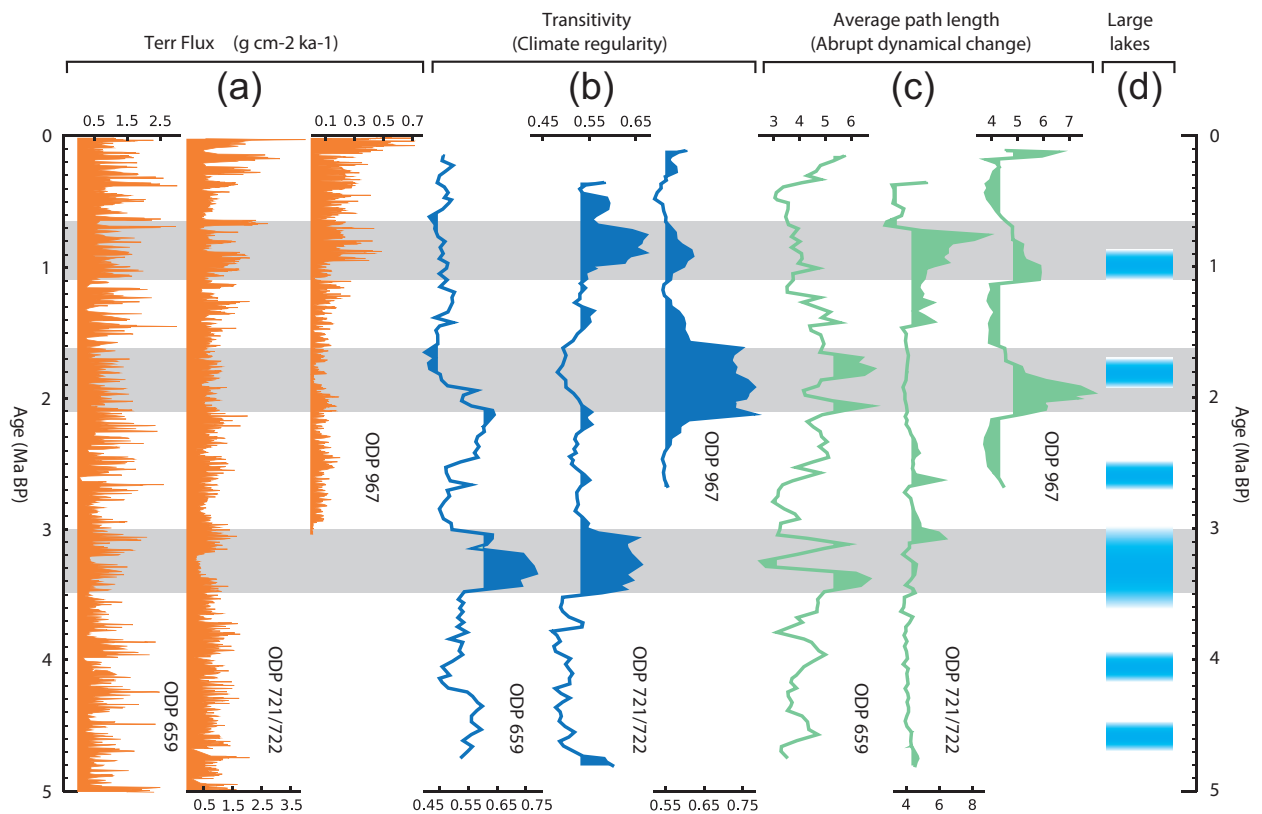 Terr Flux (g cm-2 ka-1)
Transitivity
(Climate regularity)
Average path length
(Abrupt dynamical change)
Large
lakes
(a)
(b)
(c)
(d)
0.5 1.5 2.5
0.1 0.3 0.5 0.7
0.45 0.55 0.65
3 4 5 6
4 5 6 7
0
1
2
3
4
5
Age (Ma BP)
ODP 659
ODP 721/722
ODP 967
ODP 659
ODP 721/722
ODP 967
ODP 659
ODP 721/722
ODP 967
0
1
2
3
4
5
Age (Ma BP)
0.5 1.5 2.5 3.5
0.45 0.55 0.65 0.75
0.55 0.65 0.75
4 6 8